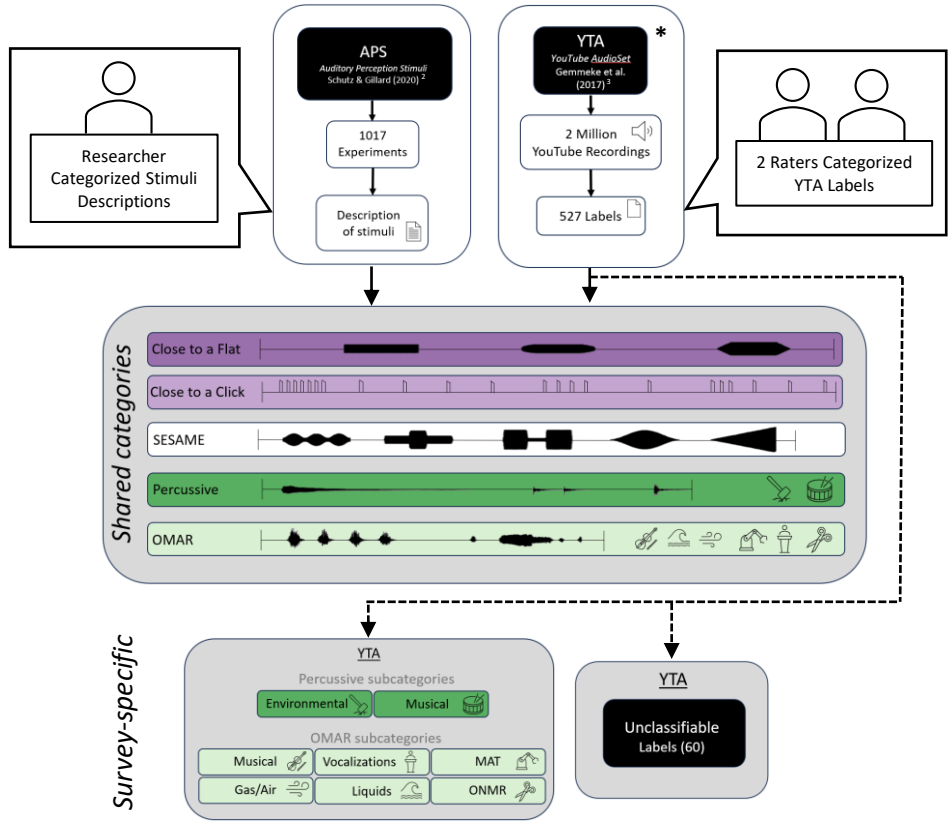 APS
Auditory Perception Stimuli
Schutz & Gillard (2020) 2
1017
Experiments
Description
of stimuli
Researcher
Categorized Stimuli
Descriptions
*
YTA
YouTube AudioSet
Gemmeke et al.
(2017) 3
2 Million
YouTube Recordings
527 Labels
2 Raters Categorized
YTA Labels
Shared categories
Close to a Flat
Close to a Click
SESAME
Percussive
OMAR
Survey-specific
YTA
Percussive subcategories
Environmental
Musical
OMAR subcategories
Musical
Vocalizations
MAT
Gas/Air
Liquids
ONMR
YTA
Unclassifiable
Labels (60)